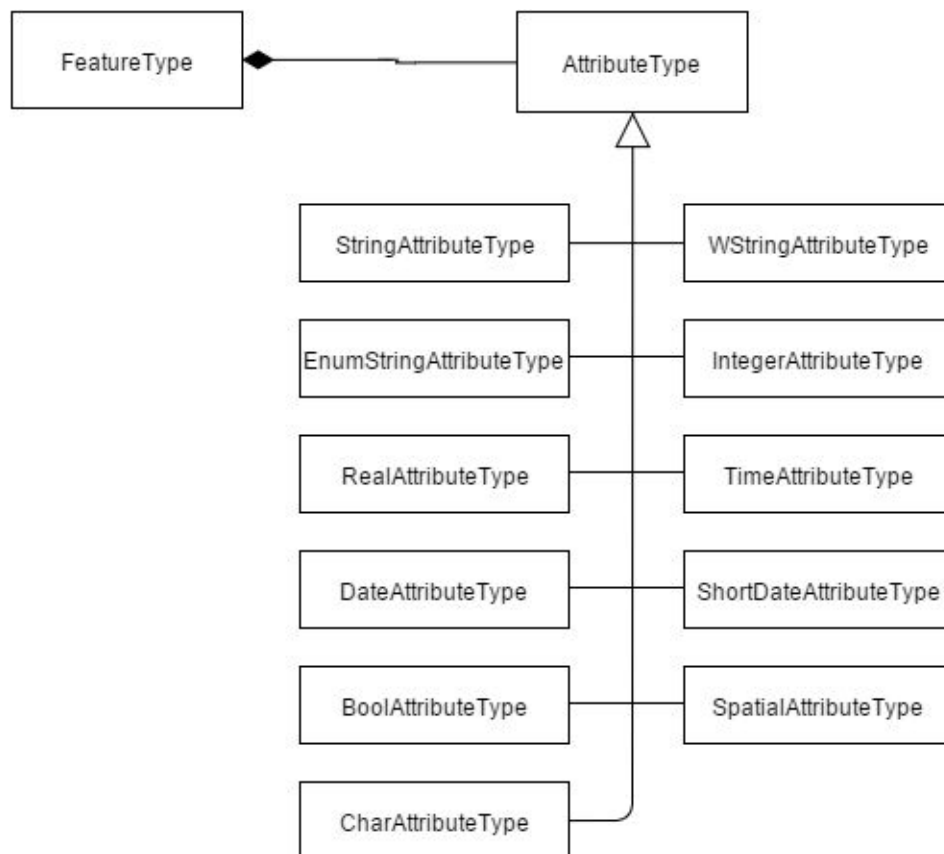 FeatureType
AttributeType
StringAttributeType
WStringAttributeType
EnumStringAttributeType
IntegerAttributeType
RealAttributeType
TimeAttributeType
DateAttributeType
ShortDateAttributeType
BoolAttributeType
SpatialAttributeType
CharAttributeType